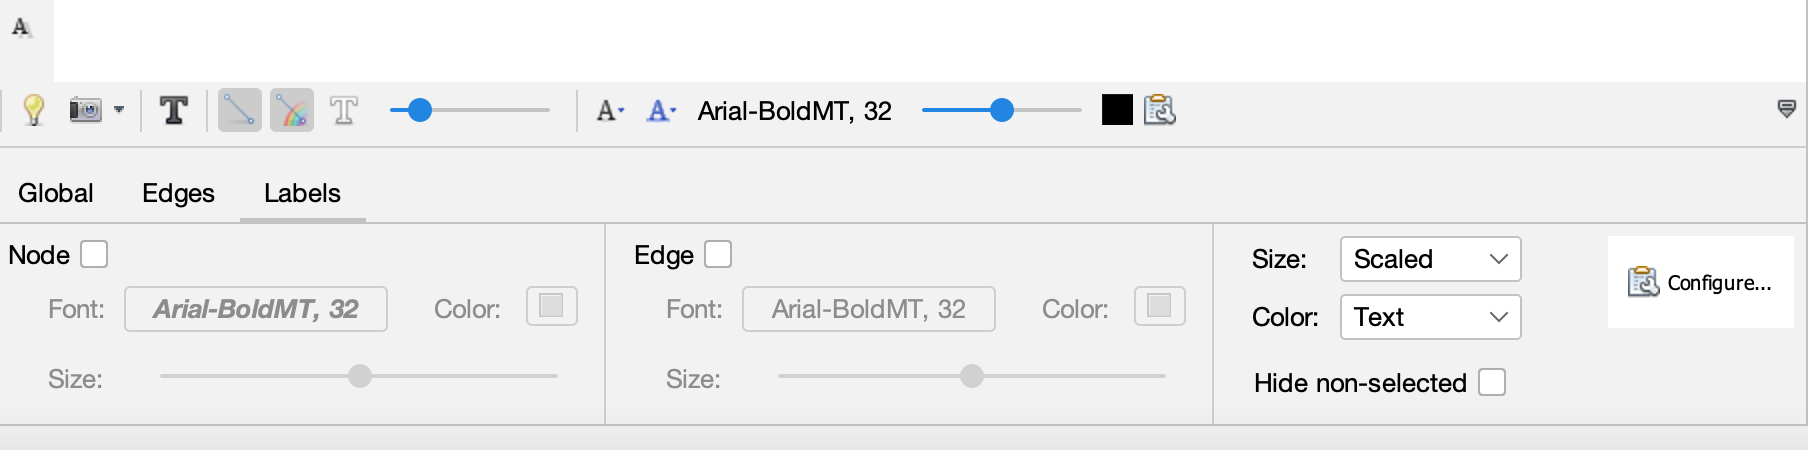 Arial-BoldMT, 32
Global Edges Labels
Node
Font: Arial-BoldMT, 32 Color:
Size:
Edge
Font: Arial-BoldMT, 32 Color:
Size:
Size: Scaled
Color: Text
Hide non-selected
Configure...